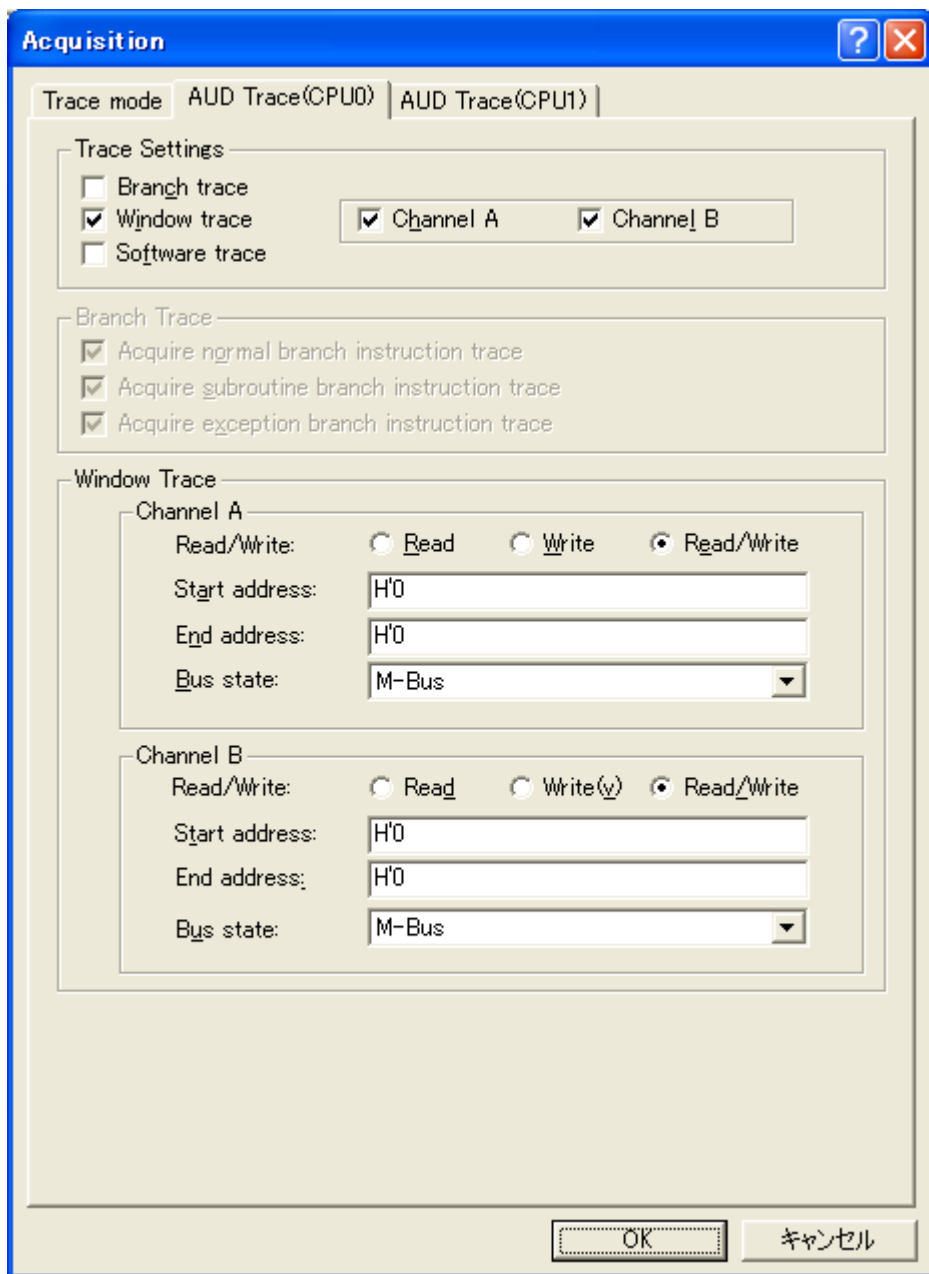 Acquisition
Trace mode AUD Trace(CPU0) AUD Trace(CPU1)
Trace Settings
Branch trace
Window trace Channel A Channel B
Software trace
Branch Trace
Acquire normal branch instruction trace
Acquire subroutine branch instruction trace
Acquire exception branch instruction trace
Window Trace
Channel A
Read/Write: Read Write Read/Write
Start address: H'0
End address: H'0
Bus state: M-Bus
Channel B
Read/Write: Read Write(v) Read/Write
Start address: H'0
End address: H'0
Bus state: M-Bus
OK キャンセル